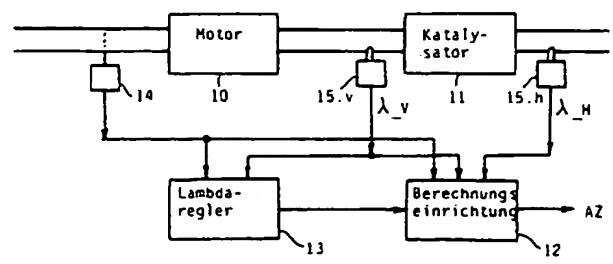 Motor
Kataly-
sator
14
10
15.v
11
15.h
λ_V
λ_H
Lambda-
regler
Berechnungs
einrichtung
AZ
13
12